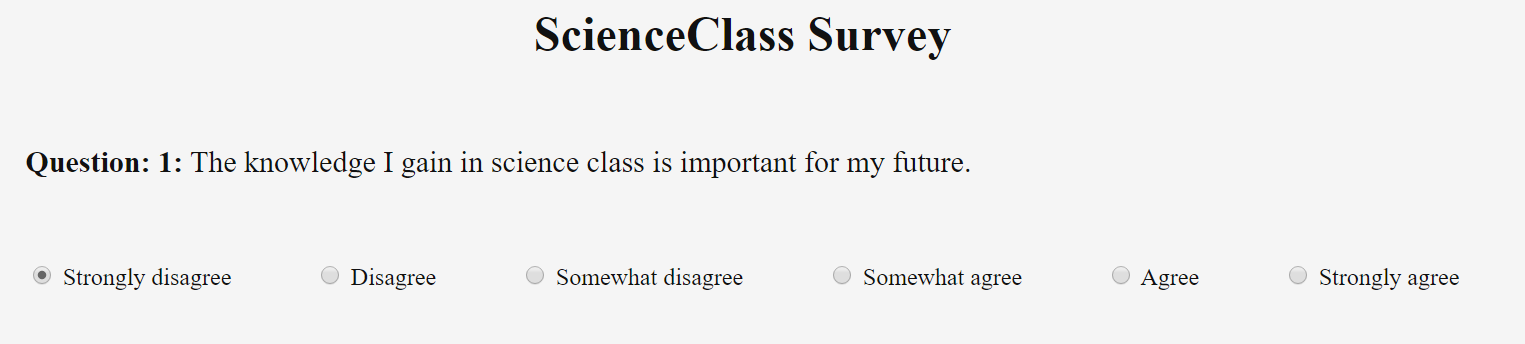 ScienceClass Survey
Question: 1: The knowledge I gain in science class is important for my future.
Strongly disagree Disagree Somewhat disagree Somewhat agree Agree Strongly agree